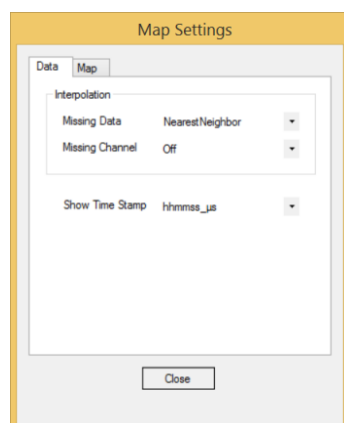 Map Settings
Data Map
Interpolation
Missing Data NearestNeighbor
Missing Channel Off
Show Time Stamp hhmmss_µs
Close